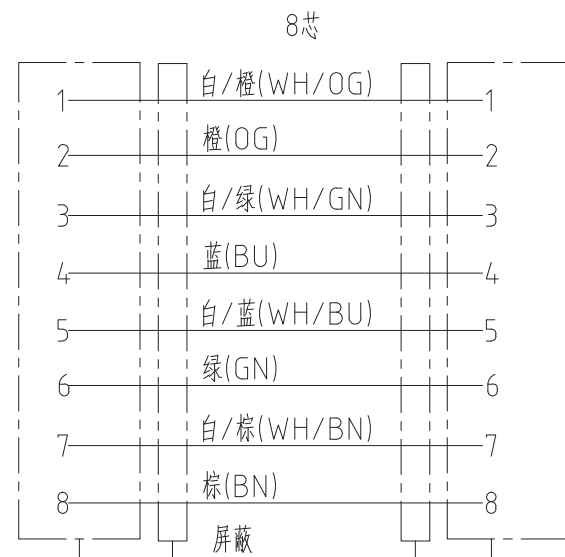 8芯
1 白/橙(WH/OG) 1
2 橙(OG) 2
3 白/绿(WH/GN) 3
4 蓝(BU) 4
5 白/蓝(WH/BU) 5
6 绿(GN) 6
7 白/棕(WH/BN) 7
8 棕(BN) 8
屏蔽